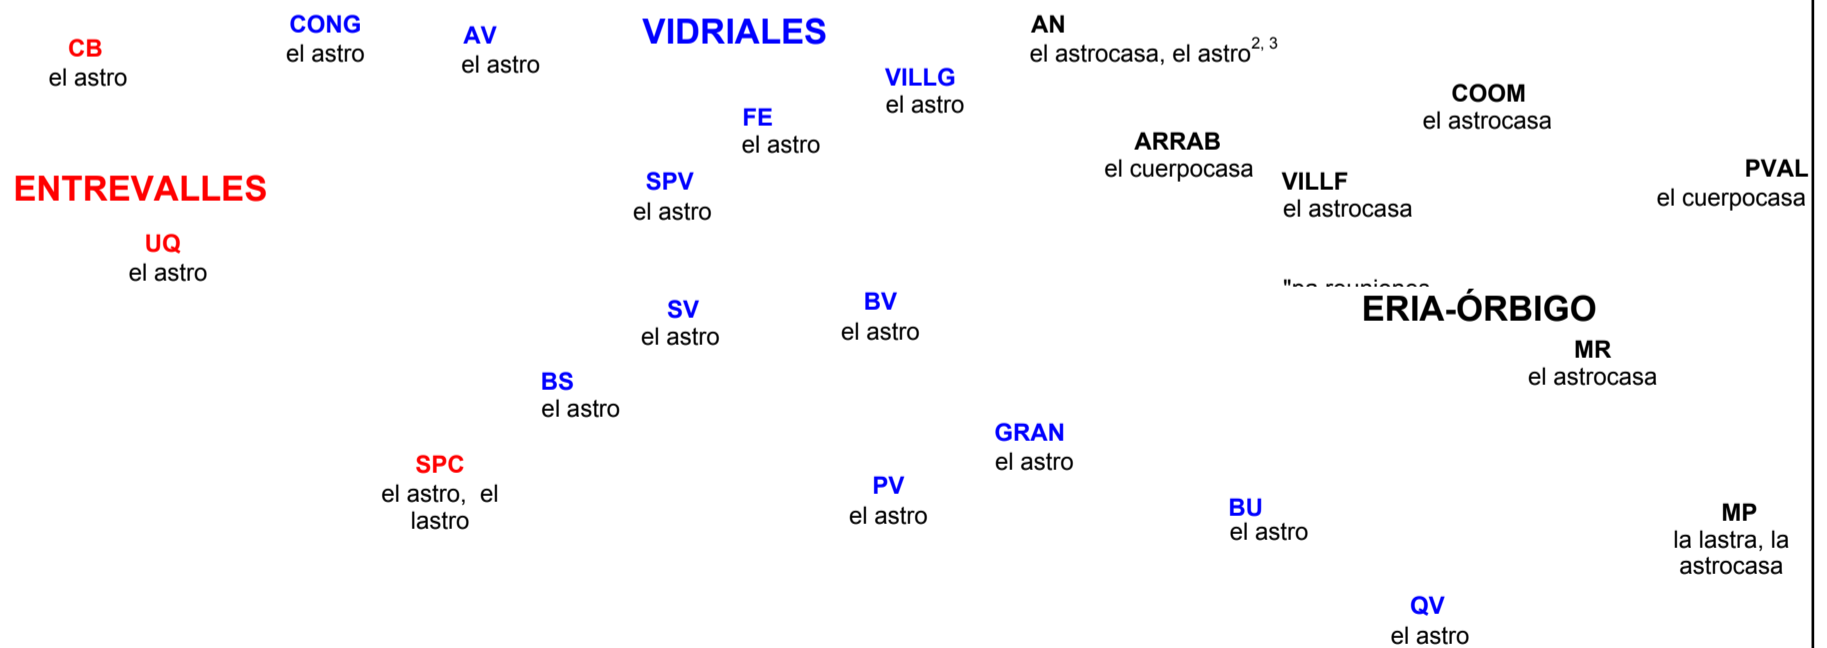 CONG
el astro
AV
el astro
VIDRIALES
AN
el astrocasa, el astro2, 3
CB
el astro
VILLG
el astro
COOM
el astrocasa
FE
el astro
ARRAB
el cuerpocasa
PVAL
el cuerpocasa
ENTREVALLES
SPV
el astro
VILLF
el astrocasa
UQ
el astro
SV
el astro
BV
el astro
ERIA-ÓRBIGO
MR
el astrocasa
BS
el astro
GRAN
el astro
SPC
el astro, el
lastro
PV
el astro
BU
el astro
MP
la lastra, la
astrocasa
QV
el astro